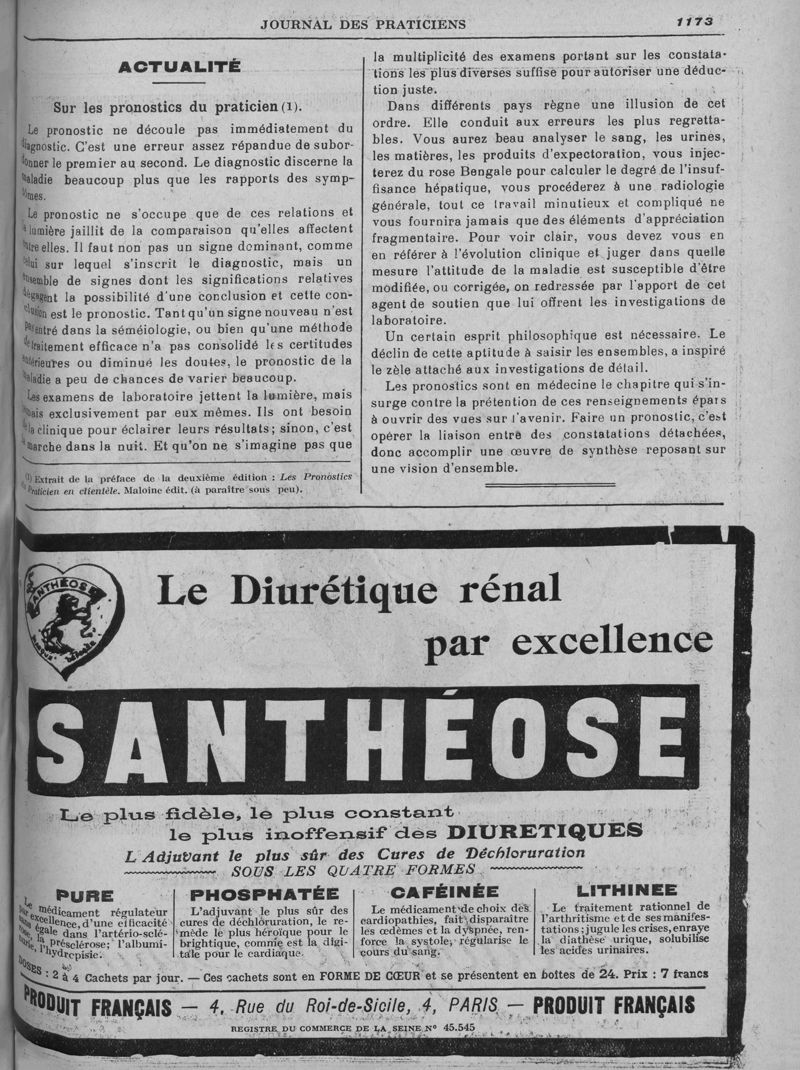 JOURNAL DES PRATICIENS
1173
ACTUALITÉ
Sur les pronostics du praticien (1).
Le pronostic ne découle pas immédiatement du
diagnostic. C'est une erreur assez répandue de subor-
donner le premier au second. Le diagnostic discerne la
maladie beaucoup plus que les rapports des symp-
tômes.
Le pronostic ne s'occupe que de ces relations et
la lumière jaillit de la comparaison qu'elles affectent
entre elles. Il faut non pas un signe dominant, comme
celui sur lequel s'inscrit le diagnostic, mais un
ensemble de signes dont les significations relatives
dégagent la possibilité d'une conclusion et cette con-
clusion est le pronostic. Tant qu'un signe nouveau n'est
pas entré dans la séméiologie, ou bien qu'une méthode
de traitement efficace n'a pas consolidé les certitudes
antérieures ou diminué les doutes, le pronostic de la
maladie a peu de chances de varier beaucoup.
Les examens de laboratoire jettent la lumière, mais
jamais exclusivement par eux mêmes. Ils ont besoin
de la clinique pour éclairer leurs résultats ; sinon, c'est
la marche dans la nuit. Et qu'on ne s'imagine pas que
(1) Extrait de la préface de la deuxième édition : Les Pronostics
du Praticien en clientèle. Maloine édit. (à paraître sous peu).
la multiplicité des examens portant sur les constata-
tions les plus diverses suffise pour autoriser une déduc-
tion juste.
Dans différents pays règne une illusion de cet
ordre. Elle conduit aux erreurs les plus regretta-
bles. Vous aurez beau analyser le sang, les urines,
les matières, les produits d'expectoration, vous injec-
terez du rose Bengale pour calculer le degré de l'insuf-
fisance hépatique, vous procéderez à une radiologie
générale, tout ce travail minutieux et compliqué ne
vous fournira jamais que des éléments d'appréciation
fragmentaire. Pour voir clair, vous devez vous en
en référer à l'évolution clinique et juger dans quelle
mesure l'attitude de la maladie est susceptible d'être
modifiée, ou corrigée, on redressée par l'apport de cet
agent de soutien que lui offrent les investigations de
laboratoire.
Un certain esprit philosophique est nécessaire. Le
déclin de cette aptitude à saisir les ensembles, a inspiré
le zèle attaché aux investigations de détail.
Les pronostics sont en médecine le chapitre qui s'in-
surge contre la prétention de ces renseignements épars
à ouvrir des vues sur l'avenir. Faire un pronostic, c'est
opérer la liaison entre des constatations détachées,
donc accomplir une œuvre de synthèse reposant sur
une vision d'ensemble.
SANTHÉOSE
Le Diurétique rénal
par excellence
SANTHÉOSE
Le plus fidèle, le plus constant
le plus inoffensif des DIURETIQUES
L'Adjuvant le plus sûr des Cures de Déchloruration
SOUS LES QUATRE FORMES
PURE
Le médicament régulateur
par excellence, d'une efficacité
sans égale dans l'artério-sclé-
rose, la présclérose; l'albumi-
nurie, l'hydropisie.
PHOSPHATÉE
L'adjuvant le plus sûr des
cures de déchloruration, le re-
mède le plus héroïque pour le
brightique, comme est la digi-
tale pour le cardiaque.
CAFÉINÉE
Le médicament de choix des
cardiopathies, fait disparaître
les œdèmes et la dyspnée, ren-
force la systole, régularise le
cours du sang.
LITHINEE
Le traitement rationnel de
l'arthritisme et de ses manifes-
tations ; jugule les crises, enraye
la diathèse urique, solubilise
les acides urinaires.
DOSES : 2 à 4 Cachets par jour. — Ces cachets sont en FORME DE CŒUR et se présentent en boîtes de 24. Prix : 7 francs
PRODUIT FRANÇAIS — 4, Rue du Roi-de-Sicile, 4, PARIS — PRODUIT FRANÇAIS
REGISTRE DU COMMERCE DE LA SEINE N° 45.545